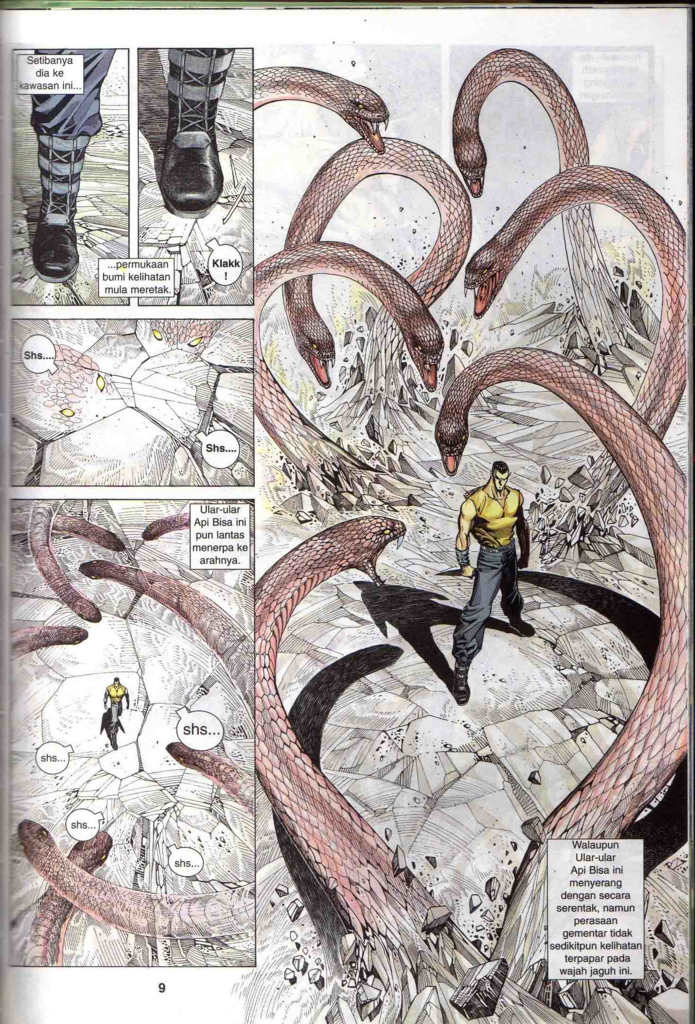 Setibanya
dia ke
kawasan ini...
...permukaan
bumi kelihatan
mula meretak.
Klakk
!
Shs....
Shs....
Ular-ular
Api Bisa ini
pun lantas
menerpa ke
arahnya.
shs...
shs...
shs...
shs...
Walaupun
Ular-ular
Api Bisa ini
menyerang
dengan secara
serentak, namun
perasaan
gementar tidak
sedikitpun kelihatan
terpapar pada
wajah jaguh ini.
9